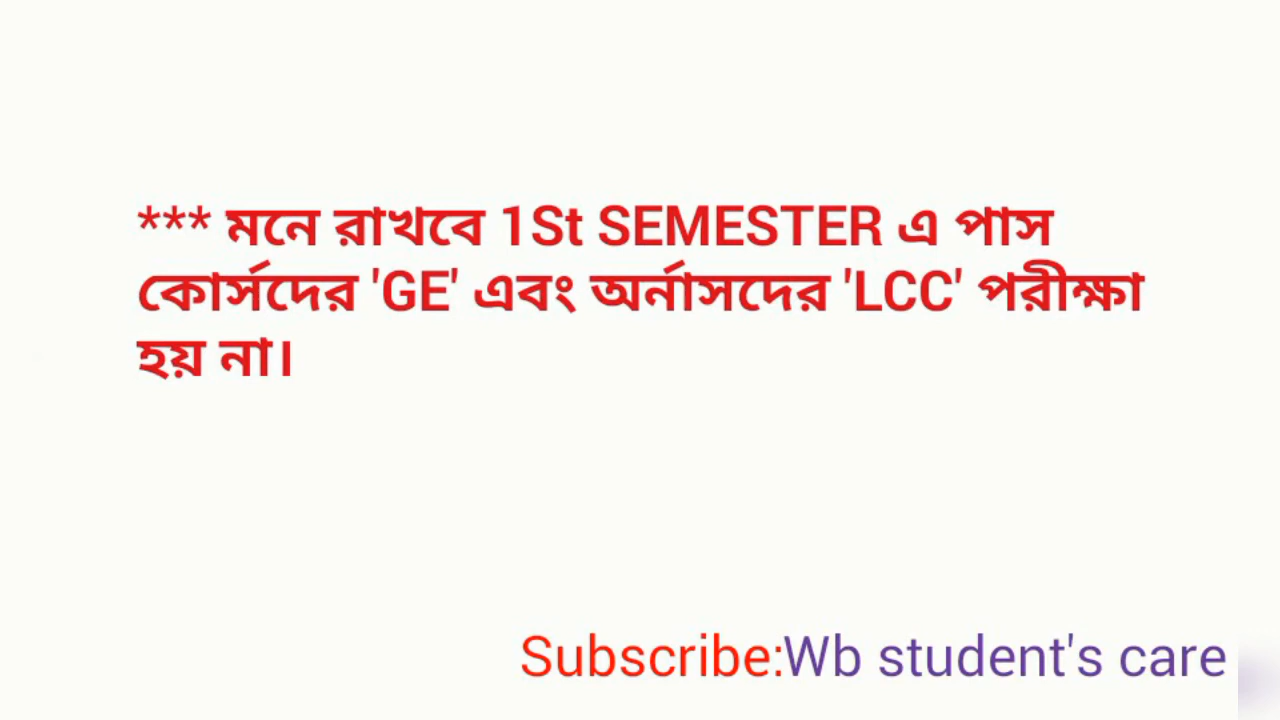 *** মনে রাখবে 1St SEMESTER এ পাস
কোর্সদের 'GE' এবং অর্নাসদের 'LCC' পরীক্ষা
হয় না।
Subscribe:Wb student's care